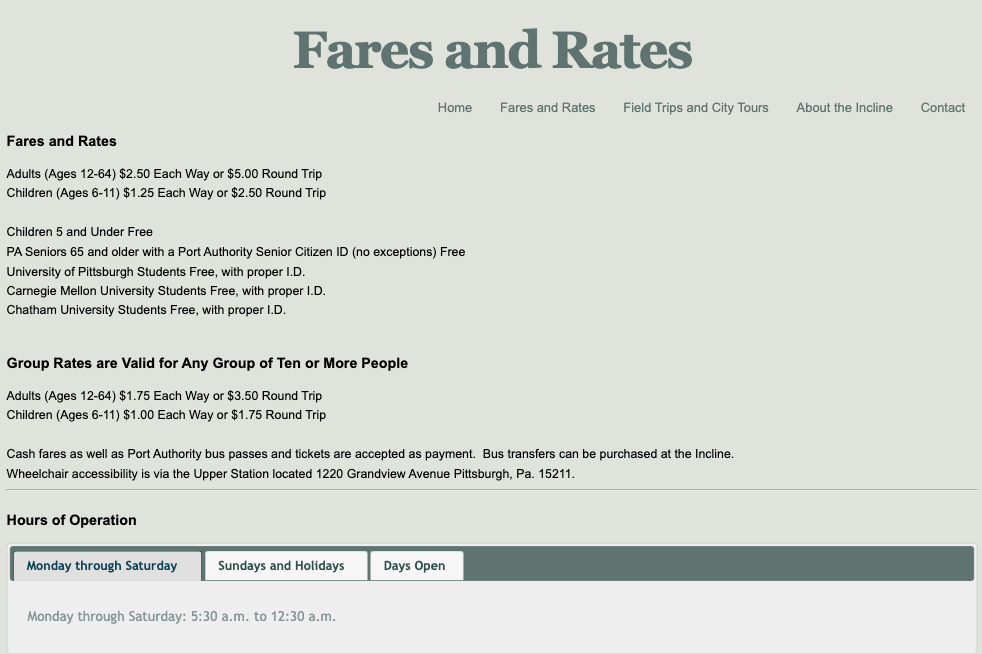 Fares and Rates
Home Fares and Rates Field Trips and City Tours About the Incline Contact
Fares and Rates
Adults (Ages 12-64) $2.50 Each Way or $5.00 Round Trip
Children (Ages 6-11) $1.25 Each Way or $2.50 Round Trip
Children 5 and Under Free
PA Seniors 65 and older with a Port Authority Senior Citizen ID (no exceptions) Free
University of Pittsburgh Students Free, with proper I.D.
Carnegie Mellon University Students Free, with proper I.D.
Chatham University Students Free, with proper I.D.
Group Rates are Valid for Any Group of Ten or More People
Adults (Ages 12-64) $1.75 Each Way or $3.50 Round Trip
Children (Ages 6-11) $1.00 Each Way or $1.75 Round Trip
Cash fares as well as Port Authority bus passes and tickets are accepted as payment.  Bus transfers can be purchased at the Incline.
Wheelchair accessibility is via the Upper Station located 1220 Grandview Avenue Pittsburgh, Pa. 15211.
Hours of Operation
Monday through Saturday Sundays and Holidays Days Open
Monday through Saturday: 5:30 a.m. to 12:30 a.m.